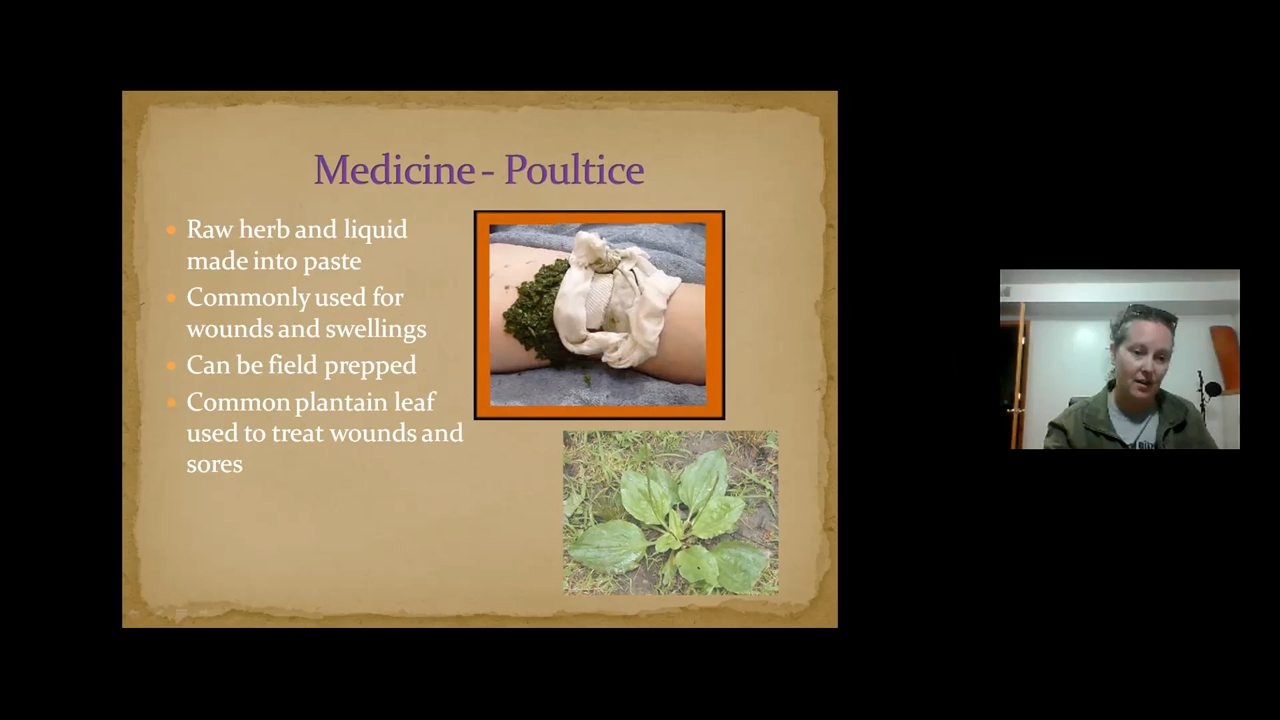 Medicine - Poultice
Raw herb and liquid
made into paste
Commonly used for
wounds and swellings
Can be field prepped
Common plantain leaf
used to treat wounds and
sores